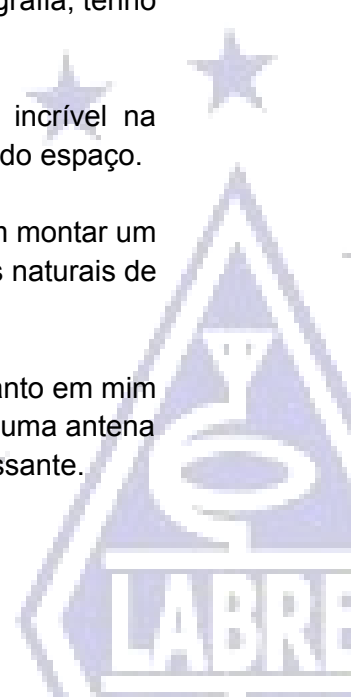 grafia, tenho
incrível na
do espaço.
montar um
s naturais de
anto em mim
uma antena
ssante.
LABRE